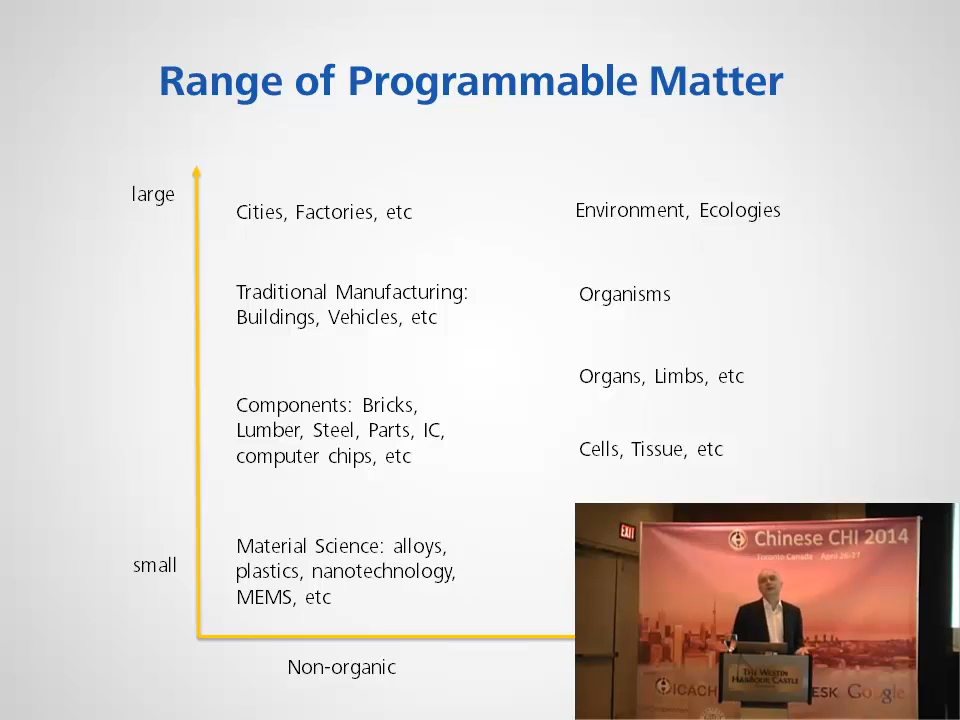 Range of Programmable Matter
large
Cities, Factories, etc
Environment, Ecologies
Traditional Manufacturing:
Buildings, Vehicles, etc
Organisms
Organs, Limbs, etc
Components: Bricks,
Lumber, Steel, Parts, IC,
computer chips, etc
Cells, Tissue, etc
small
Material Science: alloys,
plastics, nanotechnology,
MEMS, etc
Non-organic
EXIT
Chinese CHI 2014
Toronto Canada April 26-27
THE WESTIN
HARBOUR CASTLE
ICACH
ESK Google